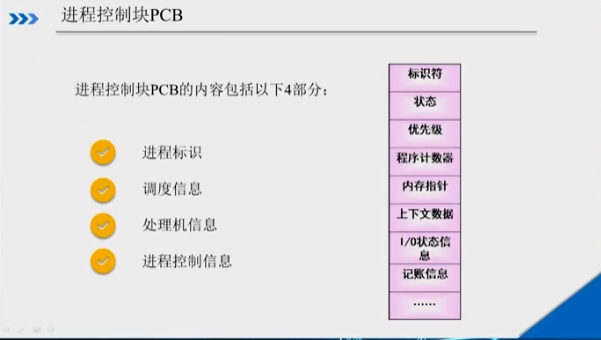 进程控制块PCB
进程控制块PCB的内容包括以下4部分：
进程标识
调度信息
处理机信息
进程控制信息
标识符
状态
优先级
程序计数器
内存指针
上下文数据
I/O状态信
息
记账信息
……